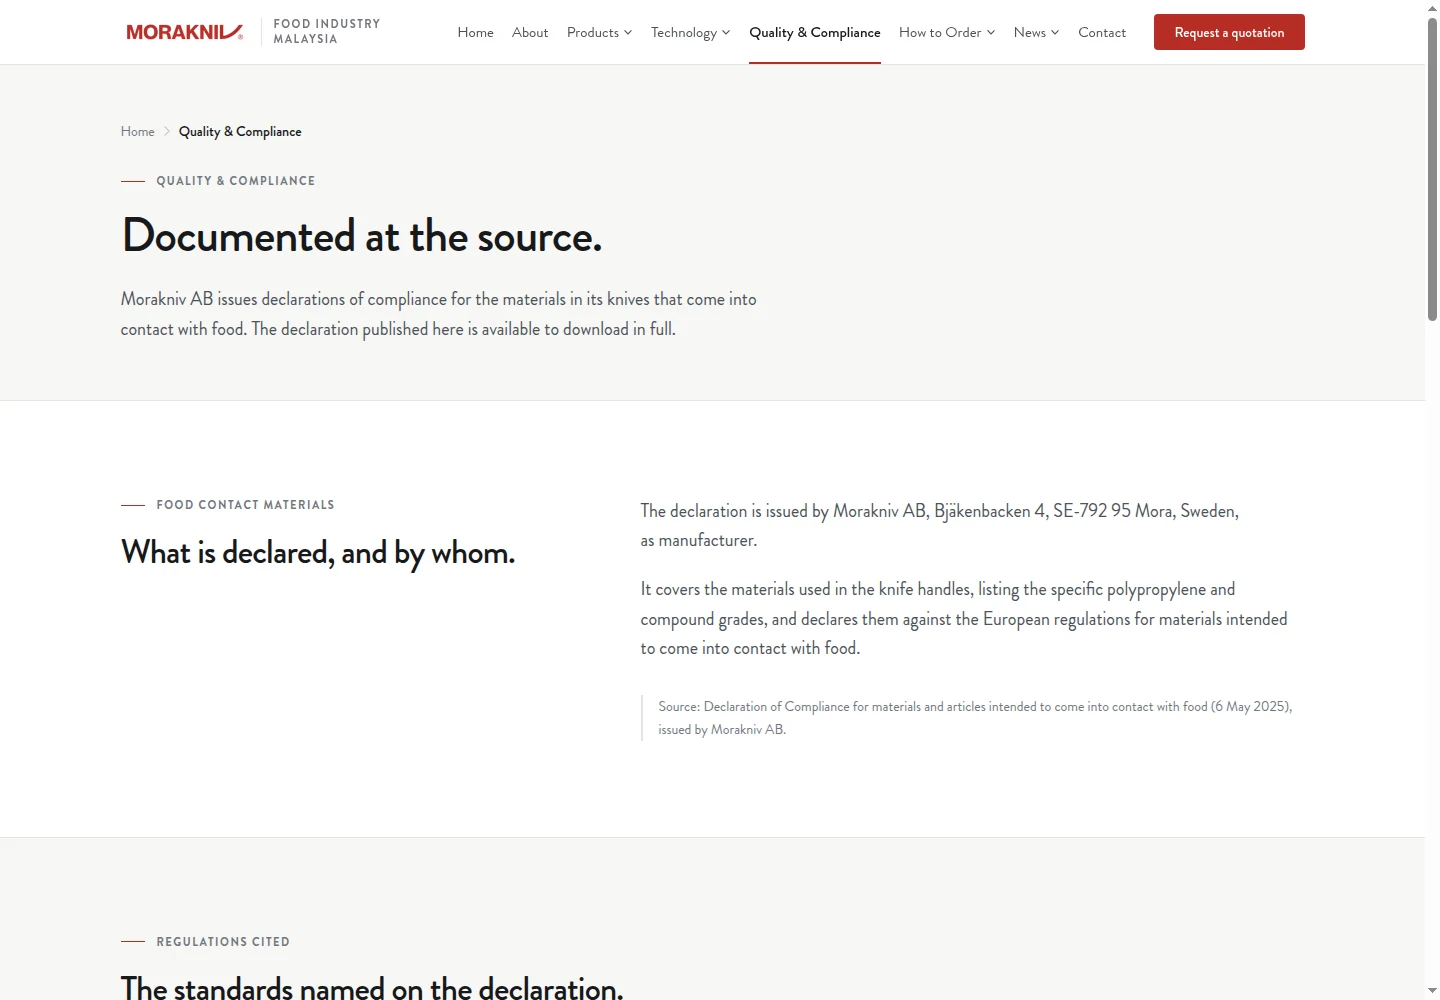 MORAKNIV®
FOOD INDUSTRY
MALAYSIA
Home About Products Technology Quality & Compliance How to Order News Contact Request a quotation
Home > Quality & Compliance
QUALITY & COMPLIANCE
Documented at the source.
Morakniv AB issues declarations of compliance for the materials in its knives that come into
contact with food. The declaration published here is available to download in full.
FOOD CONTACT MATERIALS
What is declared, and by whom.
The declaration is issued by Morakniv AB, Bjäkenbacken 4, SE-792 95 Mora, Sweden,
as manufacturer.
It covers the materials used in the knife handles, listing the specific polypropylene and
compound grades, and declares them against the European regulations for materials intended
to come into contact with food.
Source: Declaration of Compliance for materials and articles intended to come into contact with food (6 May 2025),
issued by Morakniv AB.
REGULATIONS CITED
The standards named on the declaration.